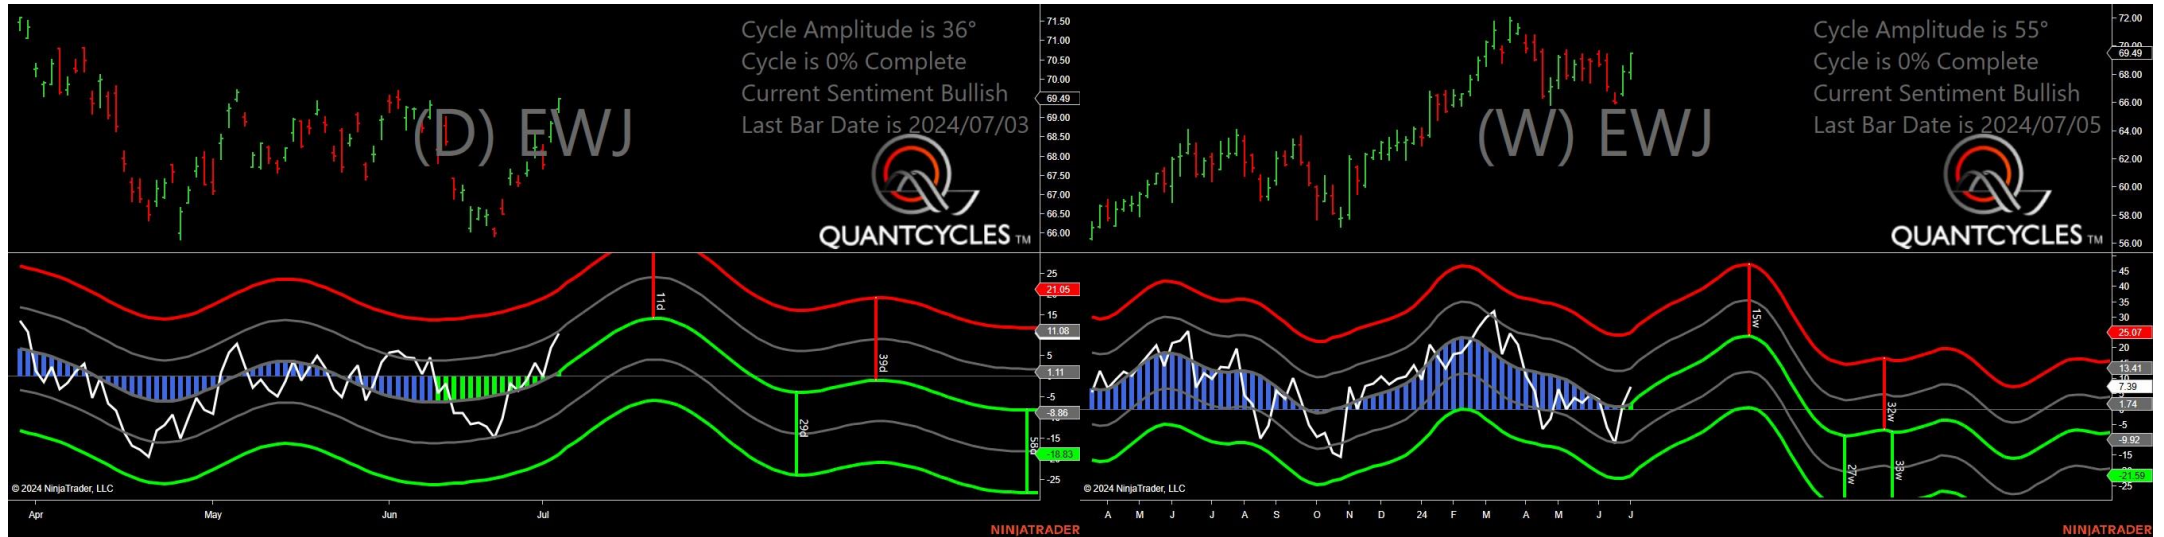 Cycle Amplitude is 36°
Cycle is 0% Complete
Current Sentiment Bullish
Last Bar Date is 2024/07/03
(D) EWJ
QUANTCYCLES TM
71.50
71.00
70.50
70.00
69.49
69.00
68.50
68.00
67.50
67.00
66.50
66.00
25
21.05
15
11.08
5
1.11
-5
-8.86
-15
-18.83
-25
11d
39d
29d
58d
© 2024 NinjaTrader, LLC
Apr May Jun Jul
NINJATRADER
Cycle Amplitude is 55°
Cycle is 0% Complete
Current Sentiment Bullish
Last Bar Date is 2024/07/05
(W) EWJ
QUANTCYCLES TM
72.00
70.00
69.49
68.00
66.00
64.00
62.00
60.00
58.00
56.00
45
40
35
30
25.07
20
13.41
7.39
1.74
-5
-9.92
-15
-21.59
-25
15w
32w
27w
33w
© 2024 NinjaTrader, LLC
A M J J A S O N D 24 F M A M J J
NINJATRADER